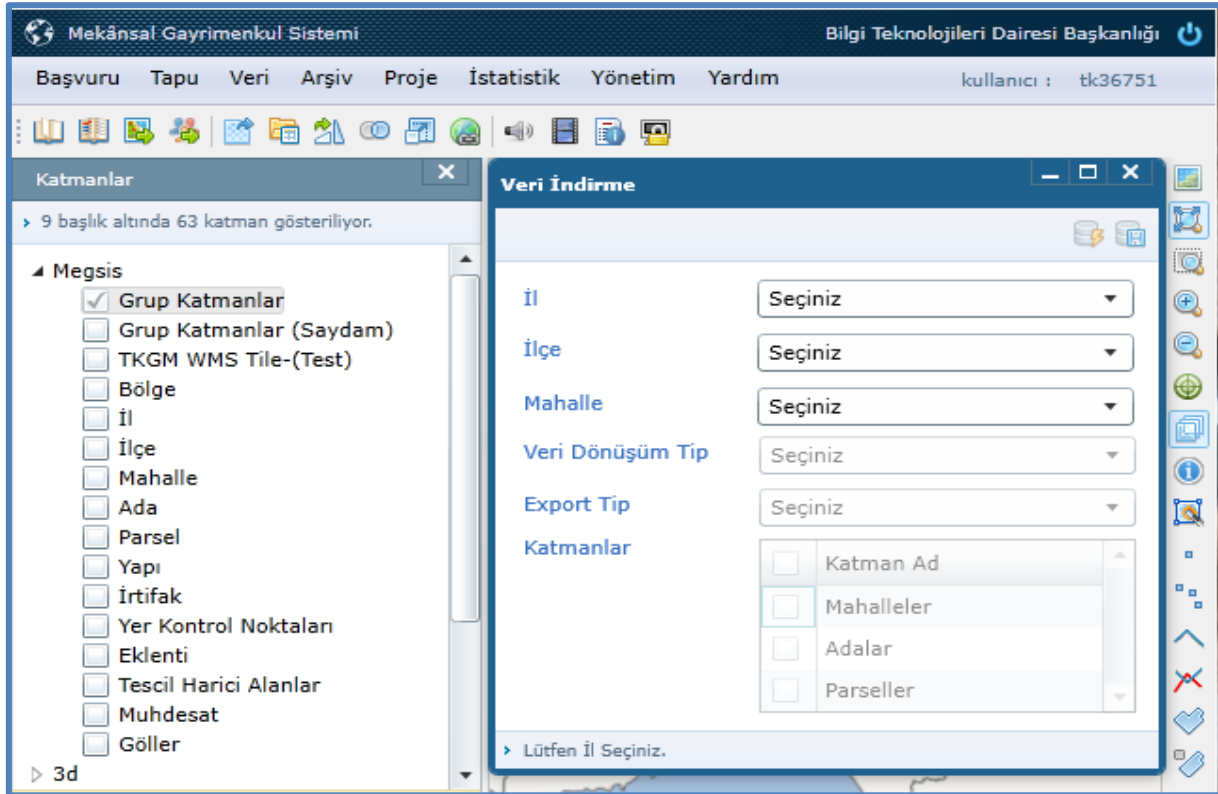 Mekânsal Gayrimenkul Sistemi
Bilgi Teknolojileri Dairesi Başkanlığı
Başvuru Tapu Veri Arşiv Proje İstatistik Yönetim Yardım
kullanıcı : tk36751
Katmanlar
9 başlık altında 63 katman gösteriliyor.
Megsis
Grup Katmanlar
Grup Katmanlar (Saydam)
TKGM WMS Tile-(Test)
Bölge
İl
İlçe
Mahalle
Ada
Parsel
Yapı
İrtifak
Yer Kontrol Noktaları
Eklenti
Tescil Harici Alanlar
Muhdesat
Göller
3d
Veri İndirme
İl Seçiniz
İlçe Seçiniz
Mahalle Seçiniz
Veri Dönüşüm Tip Seçiniz
Export Tip Seçiniz
Katmanlar
Katman Ad
Mahalleler
Adalar
Parseller
Lütfen İl Seçiniz.